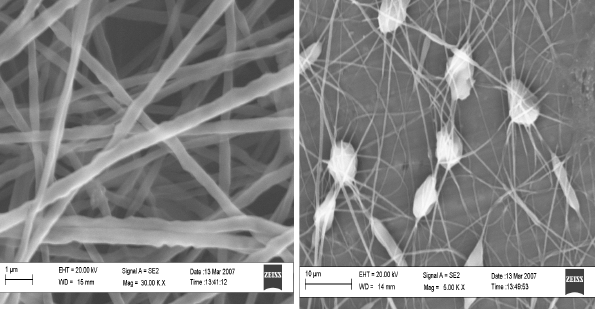 1 µm EHT = 20.00 kV Signal A = SE2 Date :13 Mar 2007 ZEISS
WD = 15 mm Mag = 30.00 K X Time :13:41:12
10 µm EHT = 20.00 kV Signal A = SE2 Date :13 Mar 2007 ZEISS
WD = 14 mm Mag = 5.00 K X Time :13:49:53